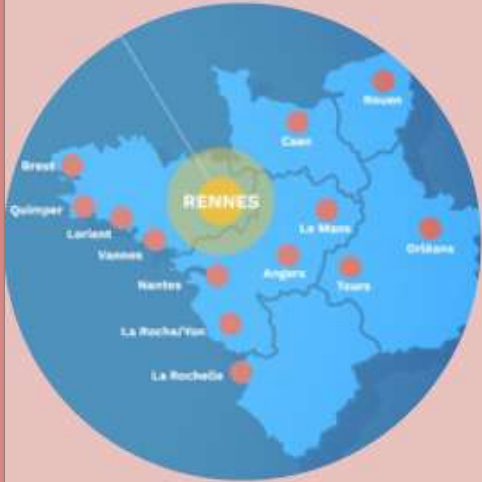 Rouen
Caen
Brest
RENNES
Quimper
Le Mans
Lorient
Orléans
Vannes
Angers
Nantes
Tours
La Roche/Yon
La Rochelle